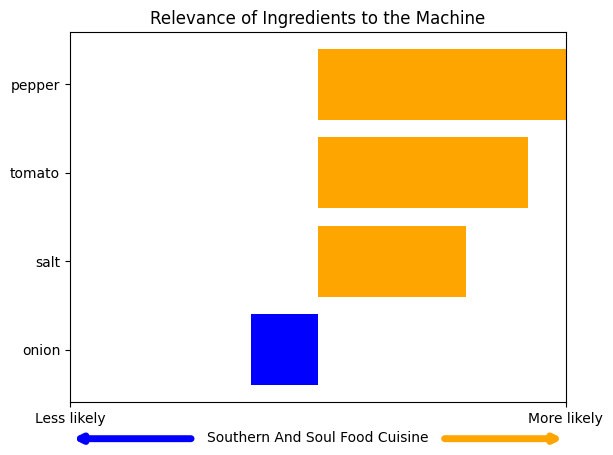 Relevance of Ingredients to the Machine
pepper
tomato
salt
onion
Less likely
More likely
Southern And Soul Food Cuisine